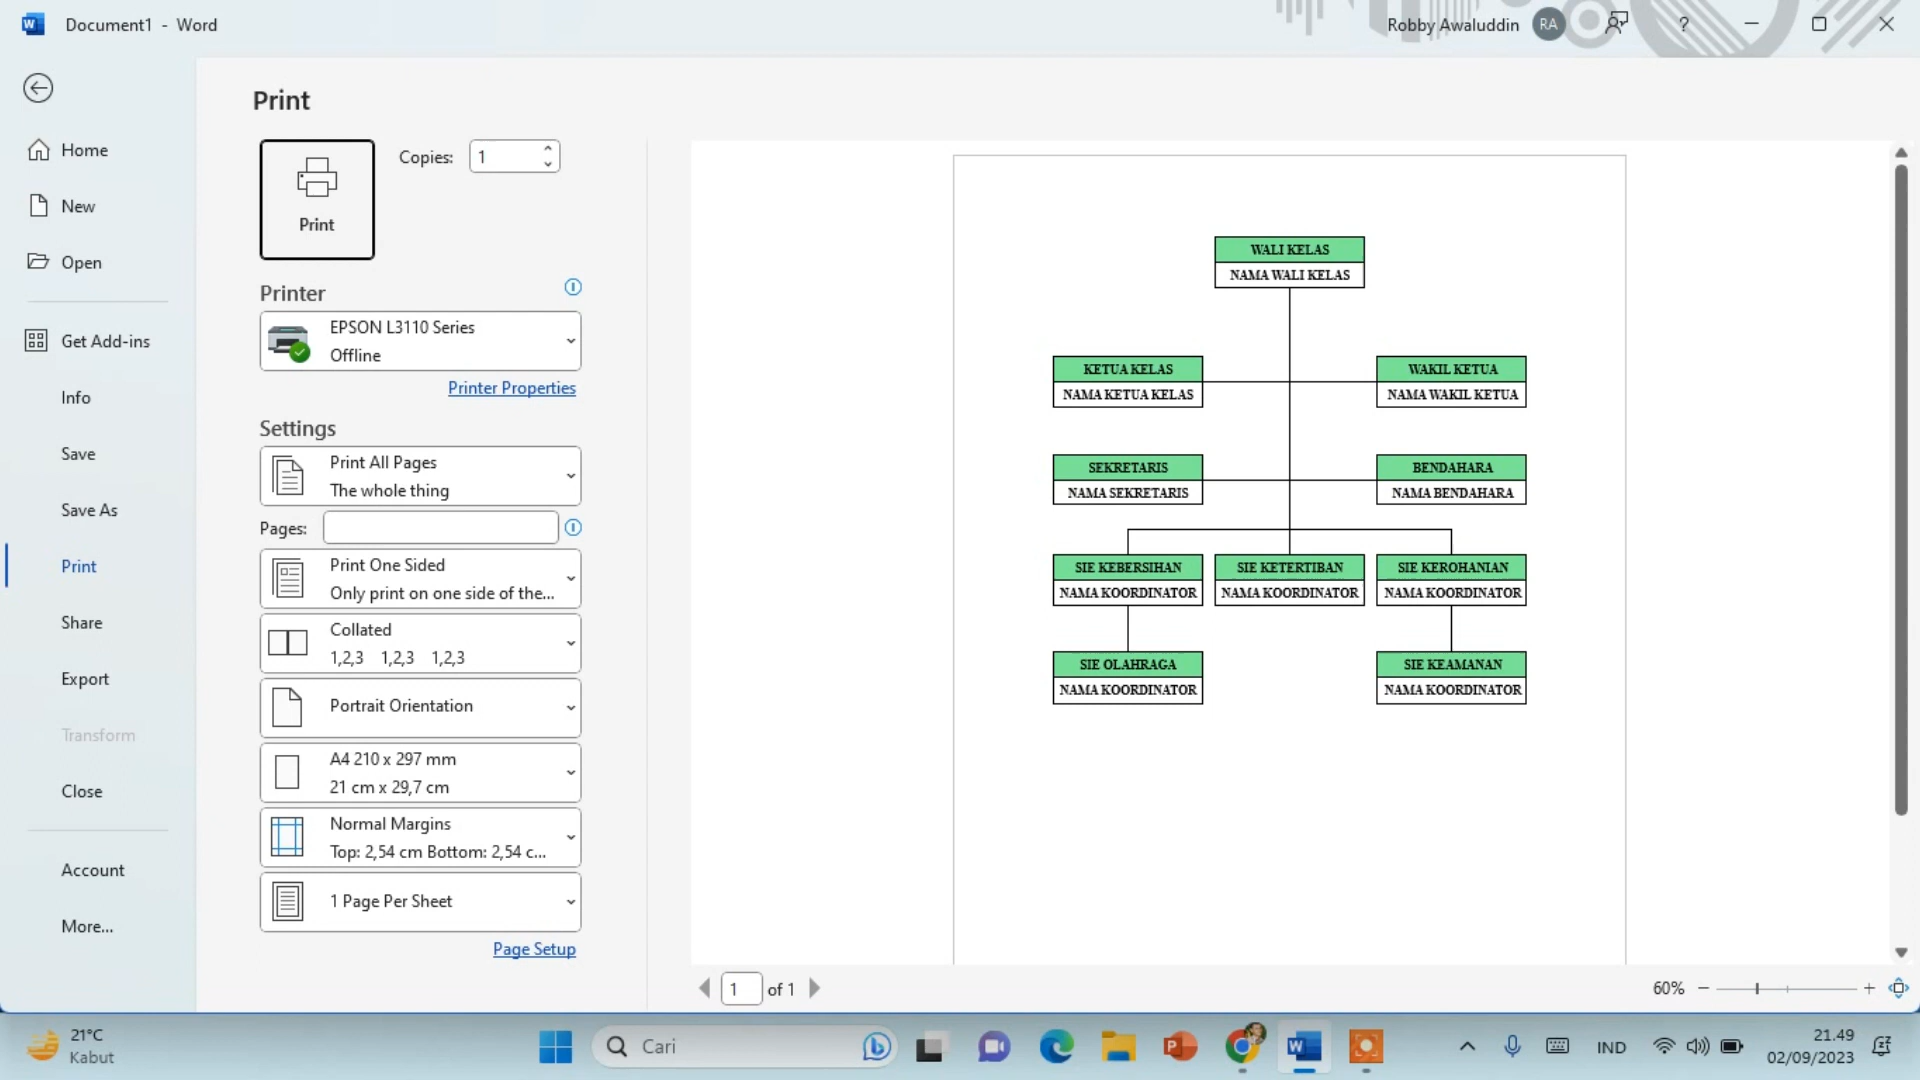 Document1 - Word
Robby Awaluddin
RA
?
Home
New
Open
Get Add-ins
Info
Save
Save As
Print
Share
Export
Transform
Close
Account
More...
Print
Print
Copies: 1
Printer
EPSON L3110 Series
Offline
Printer Properties
Settings
Print All Pages
The whole thing
Pages:
Print One Sided
Only print on one side of the...
Collated
1,2,3 1,2,3 1,2,3
Portrait Orientation
A4 210 x 297 mm
21 cm x 29,7 cm
Normal Margins
Top: 2,54 cm Bottom: 2,54 c...
1 Page Per Sheet
Page Setup
WALI KELAS
NAMA WALI KELAS
KETUA KELAS
NAMA KETUA KELAS
WAKIL KETUA
NAMA WAKIL KETUA
SEKRETARIS
NAMA SEKRETARIS
BENDAHARA
NAMA BENDAHARA
SIE KEBERSIHAN
NAMA KOORDINATOR
SIE KETERTIBAN
NAMA KOORDINATOR
SIE KEROHANIAN
NAMA KOORDINATOR
SIE OLAHRAGA
NAMA KOORDINATOR
SIE KEAMANAN
NAMA KOORDINATOR
1 of 1
60%
21°C
Kabut
Cari
IND
21.49
02/09/2023